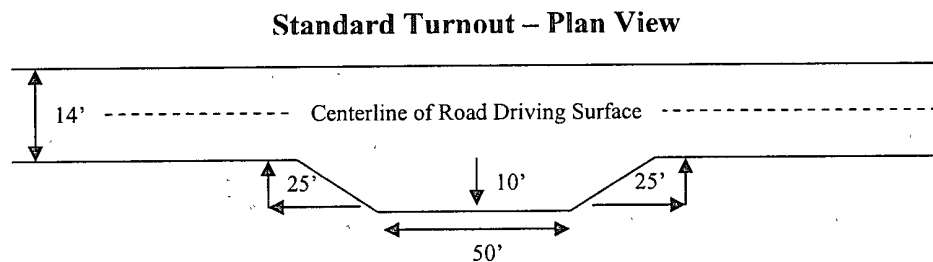 Standard Turnout – Plan View
14’
Centerline of Road Driving Surface
25’
10’
25’
50’